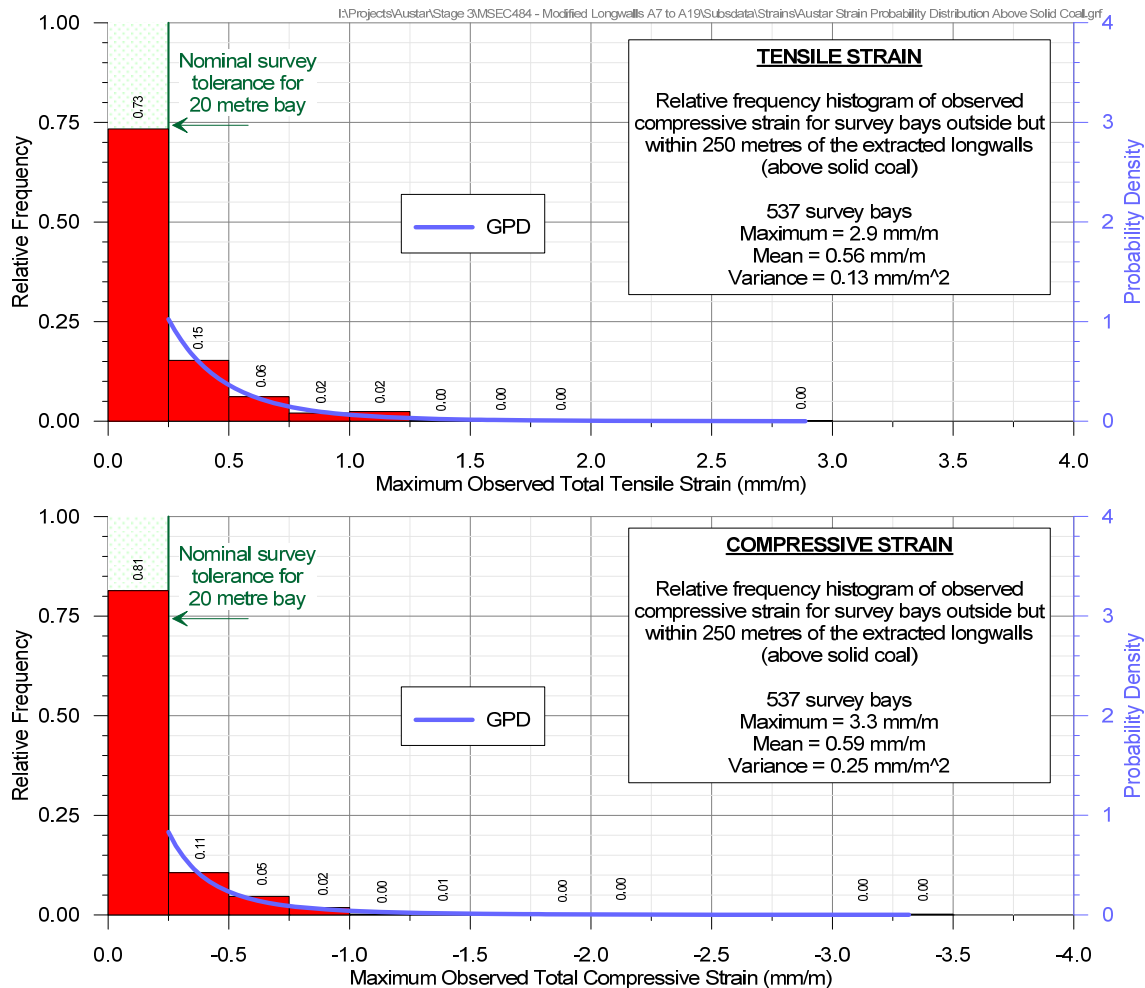 I:\Projects\Austar\Stage 3\MSEC484 - Modified Longwalls A7 to A19\Subsdata\Strains\Austar Strain Probability Distribution Above Solid Coal.grf
1.00
0.75
0.50
0.25
0.00
Relative Frequency
0.73
0.15
0.06
0.02
0.02
0.00
0.00
0.00
0.00
Nominal survey
tolerance for
20 metre bay
GPD
TENSILE STRAIN
Relative frequency histogram of observed
compressive strain for survey bays outside but
within 250 metres of the extracted longwalls
(above solid coal)
537 survey bays
Maximum = 2.9 mm/m
Mean = 0.56 mm/m
Variance = 0.13 mm/m^2
4
3
2
1
0
Probability Density
0.0 0.5 1.0 1.5 2.0 2.5 3.0 3.5 4.0
Maximum Observed Total Tensile Strain (mm/m)
1.00
0.75
0.50
0.25
0.00
Relative Frequency
0.81
0.11
0.05
0.02
0.00
0.01
0.00
0.00
0.00
0.00
Nominal survey
tolerance for
20 metre bay
GPD
COMPRESSIVE STRAIN
Relative frequency histogram of observed
compressive strain for survey bays outside but
within 250 metres of the extracted longwalls
(above solid coal)
537 survey bays
Maximum = 3.3 mm/m
Mean = 0.59 mm/m
Variance = 0.25 mm/m^2
4
3
2
1
0
Probability Density
0.0 -0.5 -1.0 -1.5 -2.0 -2.5 -3.0 -3.5 -4.0
Maximum Observed Total Compressive Strain (mm/m)